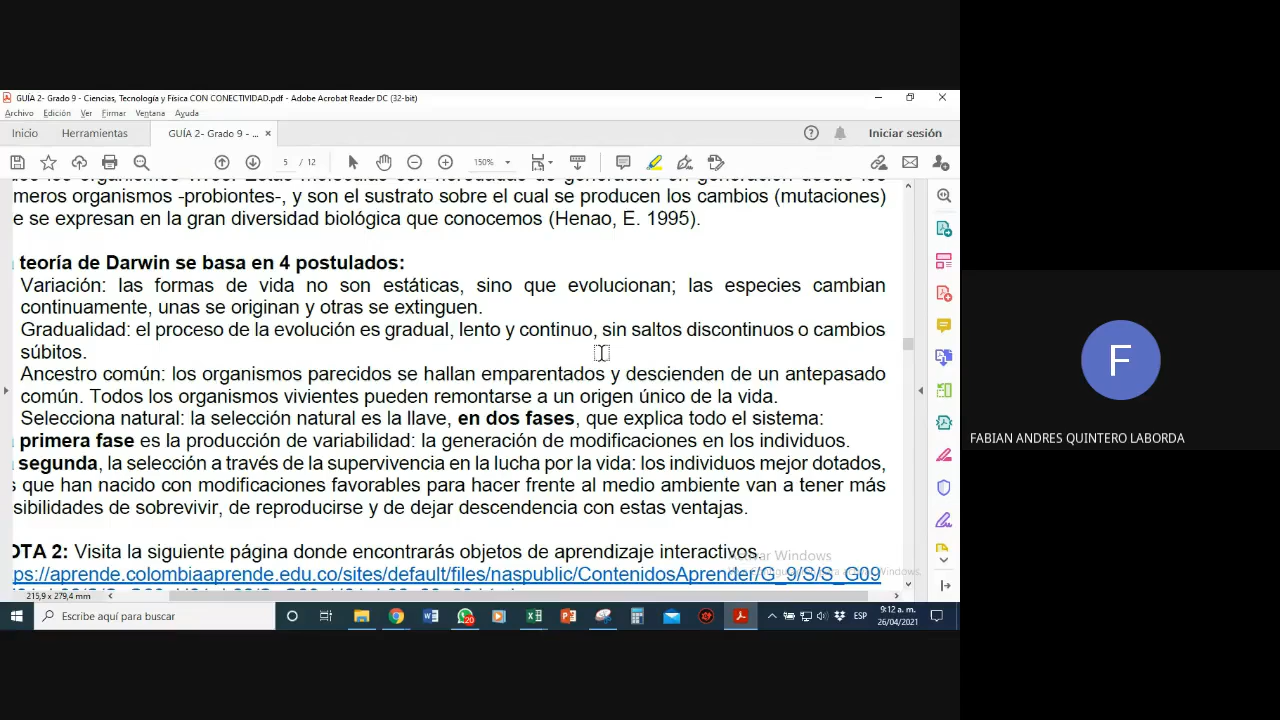 GUÍA 2- Grado 9 - Ciencias, Tecnología y Física CON CONECTIVIDAD.pdf - Adobe Acrobat Reader DC (32-bit)
Archivo Edición Ver Firmar Ventana Ayuda
Inicio Herramientas GUÍA 2- Grado 9 - ... × Iniciar sesión
5 / 12 150%
meros organismos -probiontes-, y son el sustrato sobre el cual se producen los cambios (mutaciones)
e se expresan en la gran diversidad biológica que conocemos (Henao, E. 1995).
teoría de Darwin se basa en 4 postulados:
Variación: las formas de vida no son estáticas, sino que evolucionan; las especies cambian
continuamente, unas se originan y otras se extinguen.
Gradualidad: el proceso de la evolución es gradual, lento y continuo, sin saltos discontinuos o cambios
súbitos.
Ancestro común: los organismos parecidos se hallan emparentados y descienden de un antepasado
común. Todos los organismos vivientes pueden remontarse a un origen único de la vida.
Selecciona natural: la selección natural es la llave, en dos fases, que explica todo el sistema:
primera fase es la producción de variabilidad: la generación de modificaciones en los individuos.
segunda, la selección a través de la supervivencia en la lucha por la vida: los individuos mejor dotados,
s que han nacido con modificaciones favorables para hacer frente al medio ambiente van a tener más
sibilidades de sobrevivir, de reproducirse y de dejar descendencia con estas ventajas.
OTA 2: Visita la siguiente página donde encontrarás objetos de aprendizaje interactivos.
ps://aprende.colombiaaprende.edu.co/sites/default/files/naspublic/ContenidosAprender/G_9/S/S_G09
215,9 x 279,4 mm
Escribe aquí para buscar
20
ESP
9:12 a. m.
26/04/2021
F
FABIAN ANDRES QUINTERO LABORDA